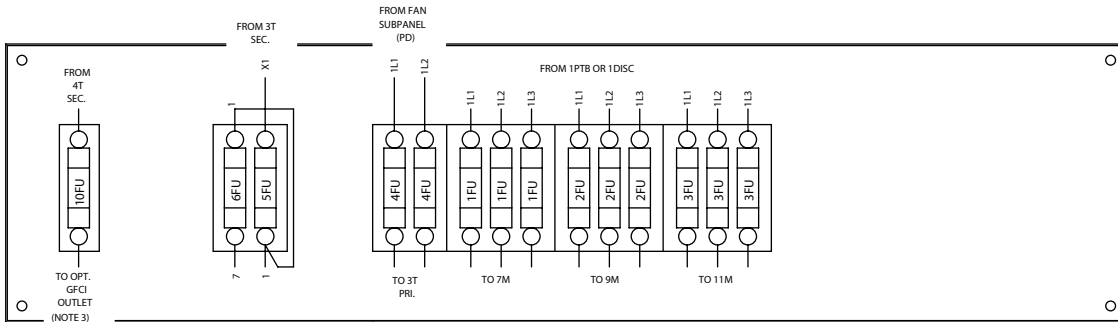 FROM FAN
SUBPANEL
(PD)
FROM 3T
SEC.
FROM
4T
SEC.
X1
1
1L1
1L2
FROM 1PTB OR 1DISC
1L1
1L2
1L3
1L1
1L2
1L3
1L1
1L2
1L3
10FU
6FU
5FU
4FU
4FU
1FU
1FU
1FU
2FU
2FU
2FU
3FU
3FU
3FU
7
1
TO OPT.
GFCI
OUTLET
(NOTE 3)
TO 3T
PRI.
TO 7M
TO 9M
TO 11M